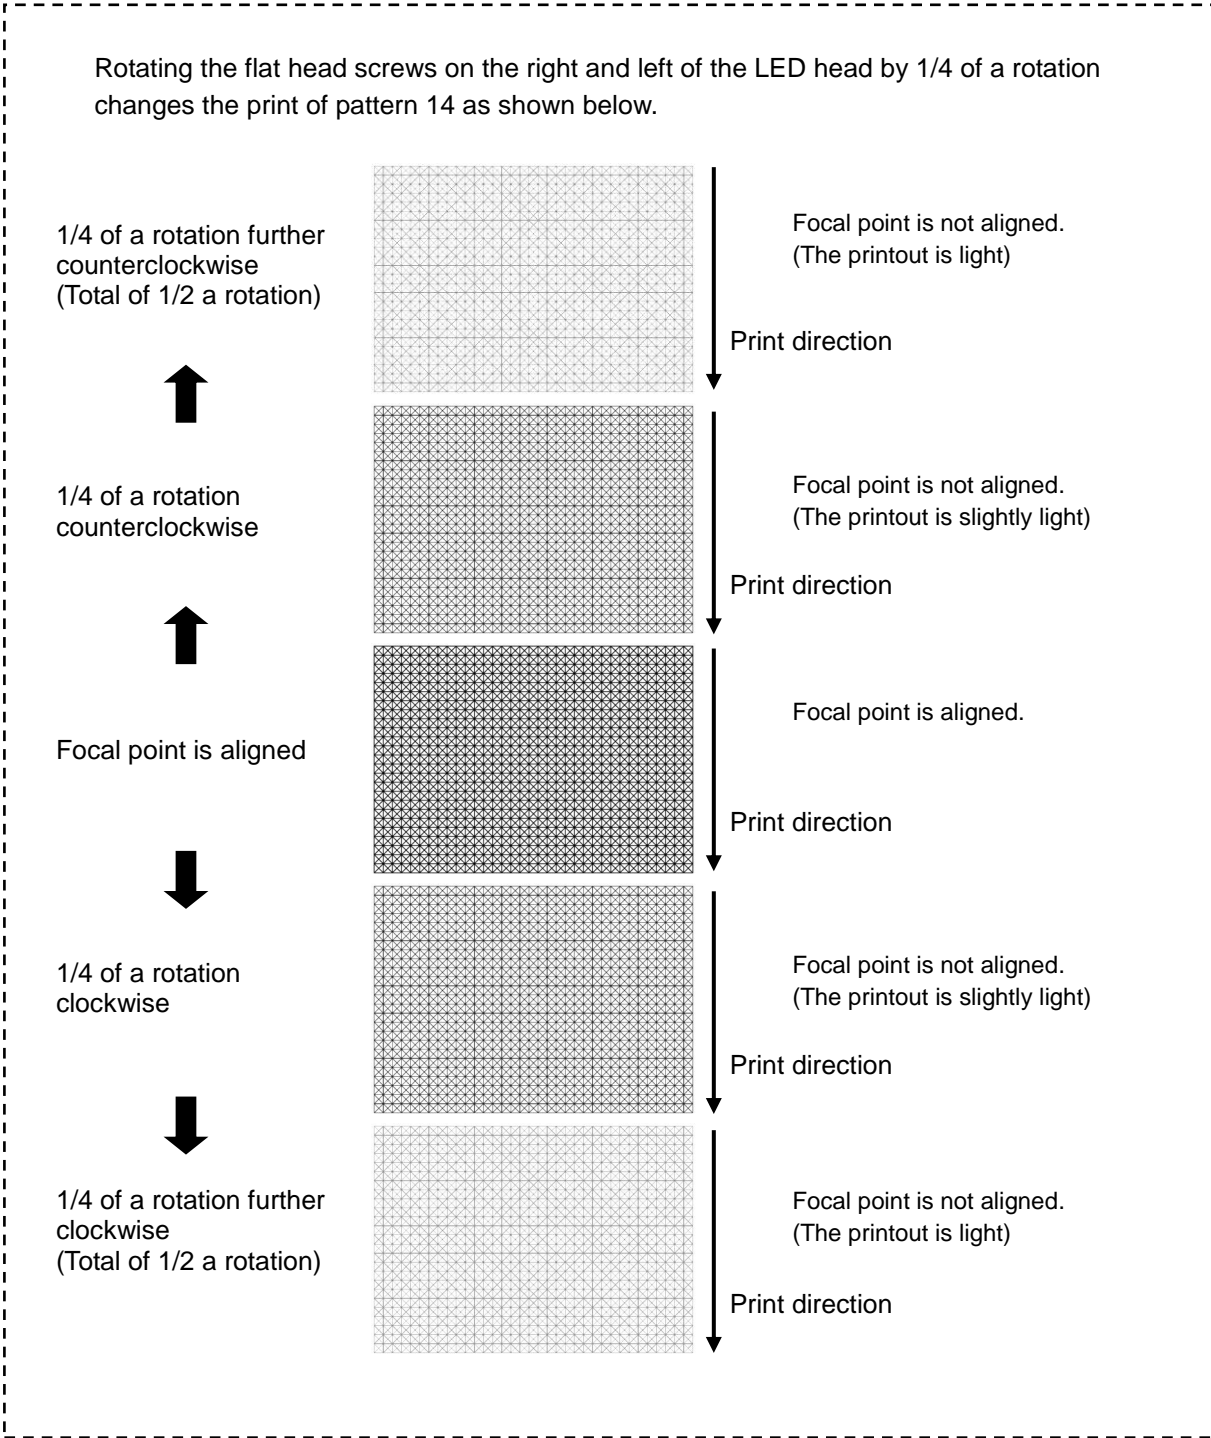 Rotating the flat head screws on the right and left of the LED head by 1/4 of a rotation
changes the print of pattern 14 as shown below.
1/4 of a rotation further
counterclockwise
(Total of 1/2 a rotation)
Focal point is not aligned.
(The printout is light)
Print direction
1/4 of a rotation
counterclockwise
Focal point is not aligned.
(The printout is slightly light)
Print direction
Focal point is aligned
Focal point is aligned.
Print direction
1/4 of a rotation
clockwise
Focal point is not aligned.
(The printout is slightly light)
Print direction
1/4 of a rotation further
clockwise
(Total of 1/2 a rotation)
Focal point is not aligned.
(The printout is light)
Print direction